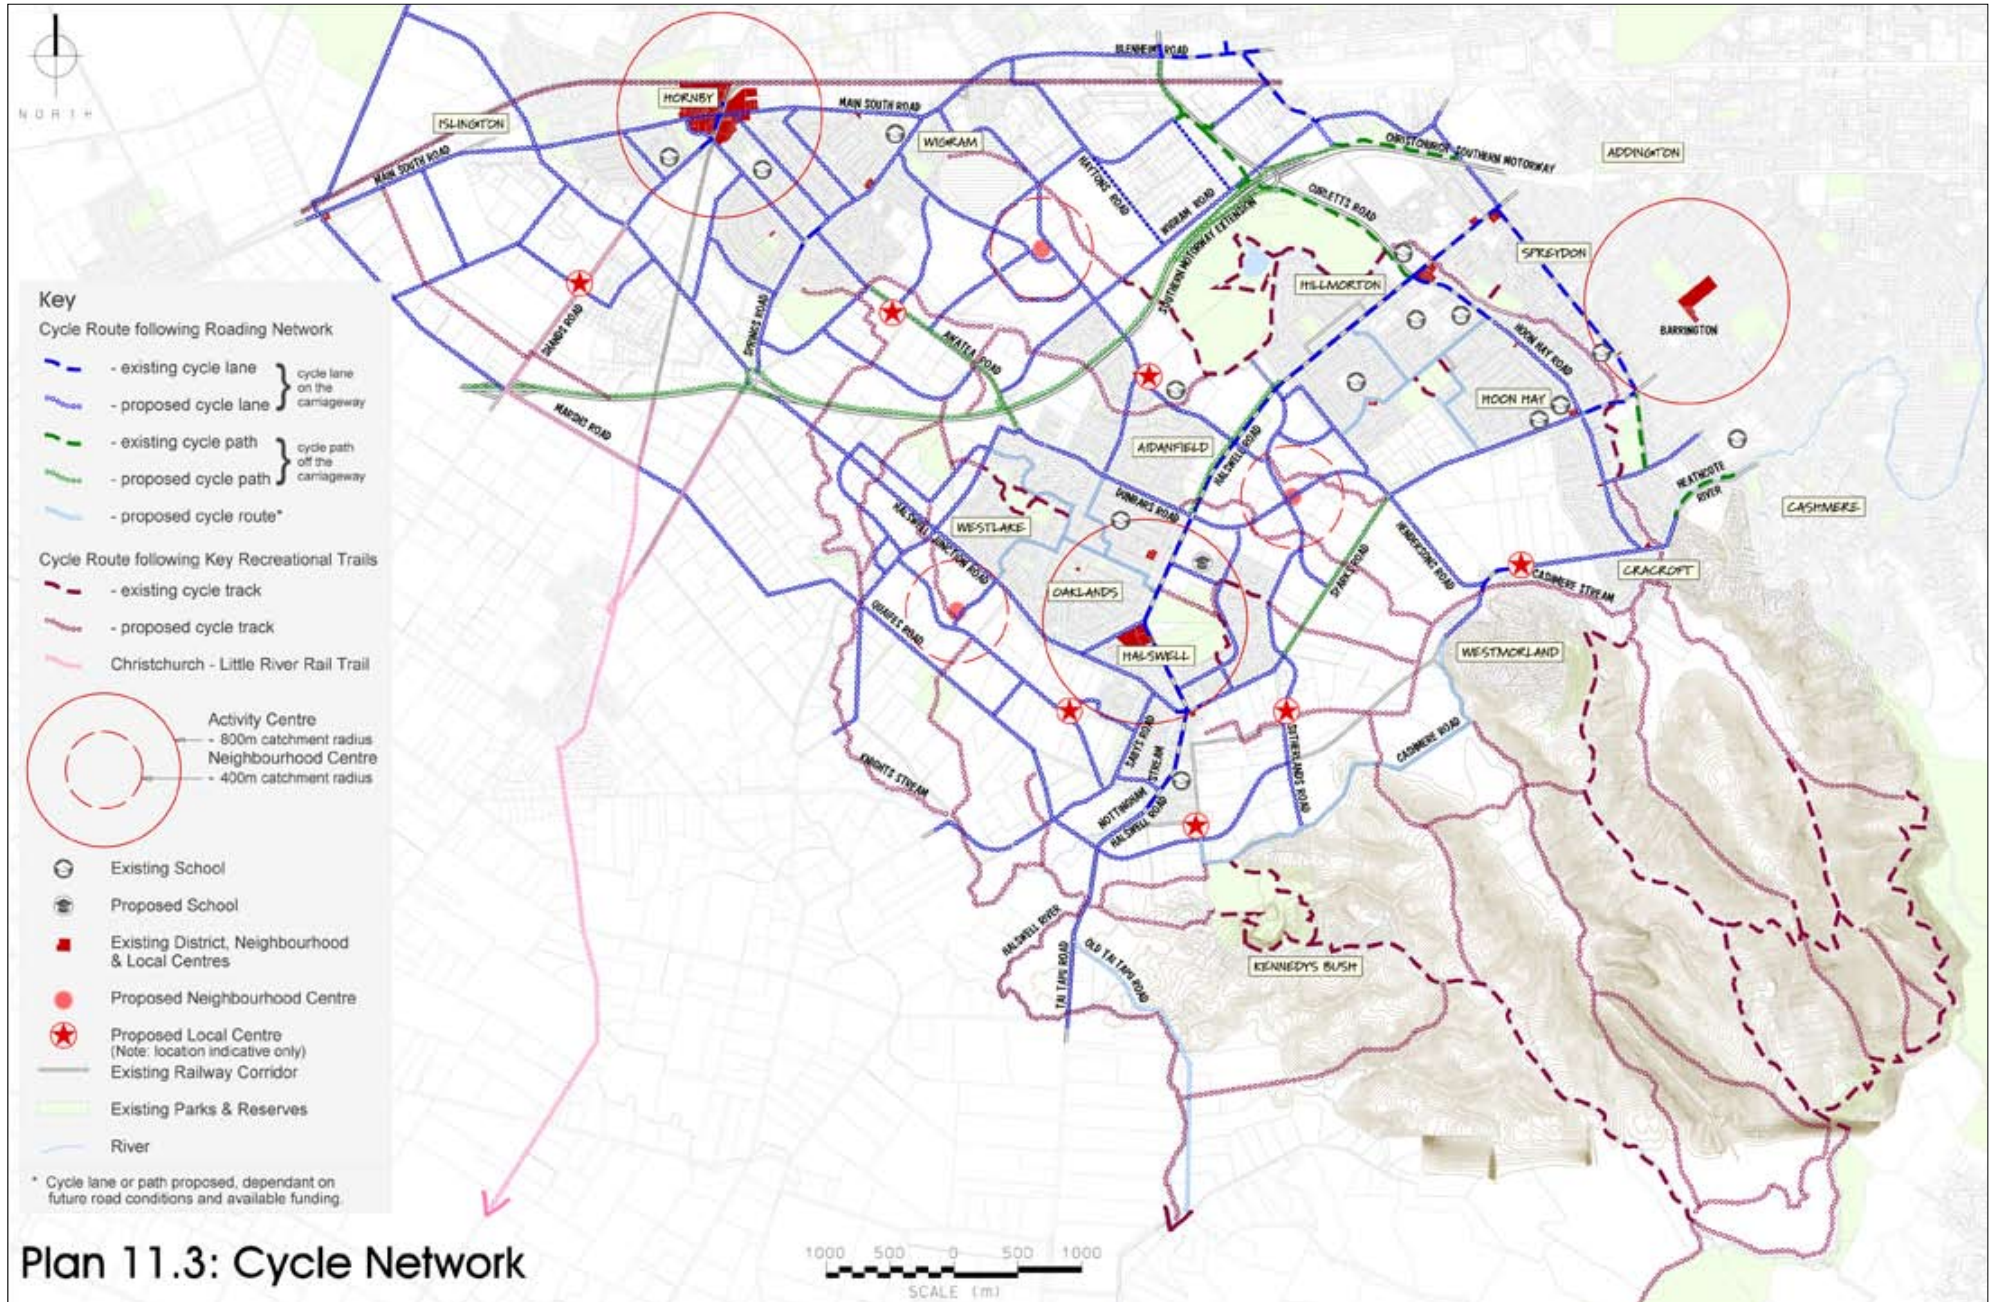 NORTH
BLENHEIM ROAD
HORNBY
MAIN SOUTH ROAD
ISLINGTON
WIGRAM
CHRISTCHURCH SOUTHERN MOTORWAY
ADDINGTON
MAIN SOUTH ROAD
HAYTONS ROAD
WIGRAM ROAD
CURLETTS ROAD
SOUTHERN MOTORWAY EXTENSION
SPREYDON
HILLMORTON
BARRINGTON
SHANDS ROAD
SPRINGS ROAD
AWATEA ROAD
HOON HAY ROAD
HOON HAY
MARSHS ROAD
AIDANFIELD
HALSWELL ROAD
DUNBARS ROAD
HEATHCOTE
RIVER
CASHMERE
WESTLAKE
HALSWELL JUNCTION ROAD
HENDERSONS ROAD
SPARKS ROAD
OAKLANDS
CRACROFT
CASHMERE STREAM
QUAIFES ROAD
HALSWELL
WESTMORLAND
SABYS ROAD
SUTHERLANDS ROAD
CASHMERE ROAD
KNIGHTS STREAM
NOTTINGHAM
STREAM
HALSWELL ROAD
HALSWELL RIVER
TAI TAPU ROAD
OLD TAI TAPU ROAD
KENNEDYS BUSH
Key
Cycle Route following Roading Network
- existing cycle lane
- proposed cycle lane
cycle lane
on the
carriageway
- existing cycle path
- proposed cycle path
cycle path
off the
carriageway
- proposed cycle route*
Cycle Route following Key Recreational Trails
- existing cycle track
- proposed cycle track
Christchurch - Little River Rail Trail
Activity Centre
- 800m catchment radius
Neighbourhood Centre
- 400m catchment radius
Existing School
Proposed School
Existing District, Neighbourhood
& Local Centres
Proposed Neighbourhood Centre
Proposed Local Centre
(Note: location indicative only)
Existing Railway Corridor
Existing Parks & Reserves
River
* Cycle lane or path proposed, dependant on
future road conditions and available funding.
Plan 11.3: Cycle Network
1000 500 0 500 1000
SCALE (m)